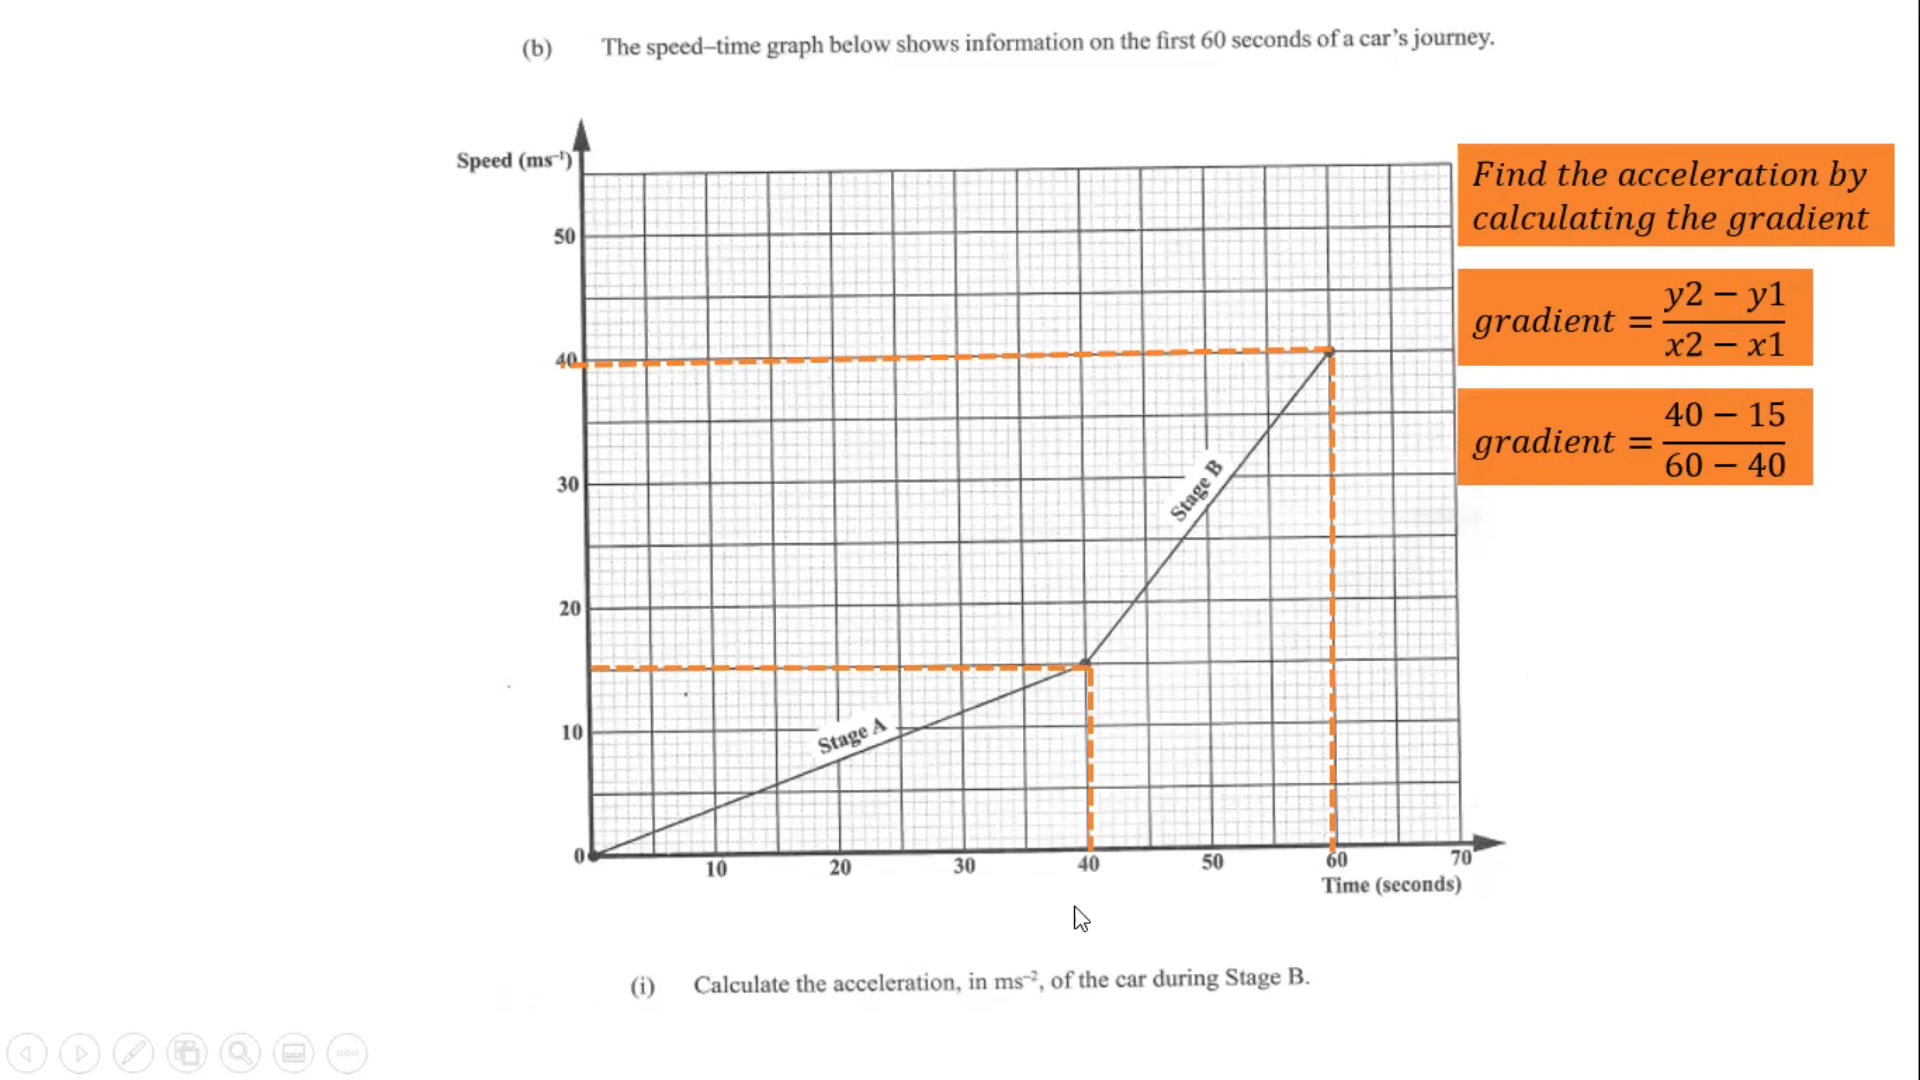 (b) The speed–time graph below shows information on the first 60 seconds of a car's journey.
Speed (ms⁻¹)
50
40
30
20
10
0
10 20 30 40 50 60 70
Time (seconds)
Stage A
Stage B
Find the acceleration by
calculating the gradient
gradient = y2 − y1 / x2 − x1
gradient = 40 − 15 / 60 − 40
(i) Calculate the acceleration, in ms⁻², of the car during Stage B.